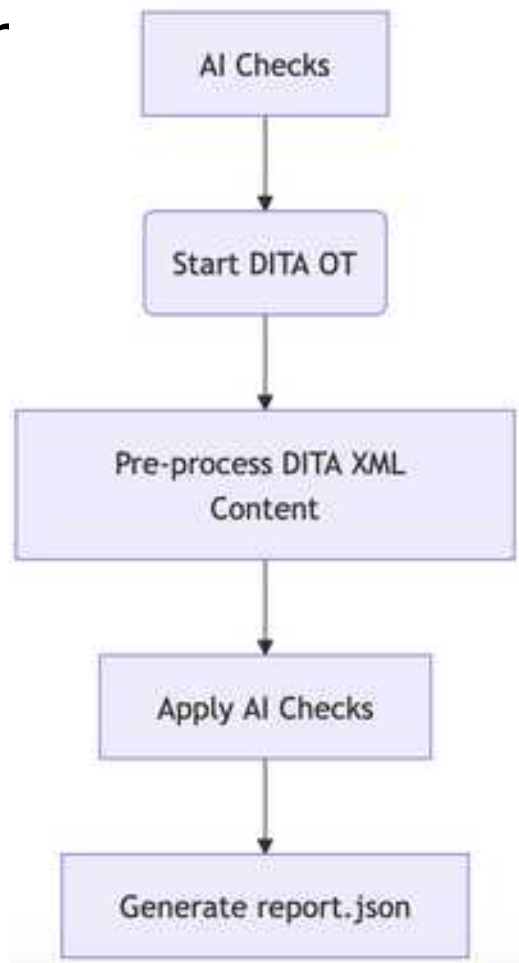 AI Checks
Start DITA OT
Pre-process DITA XML
Content
Apply AI Checks
Generate report.json